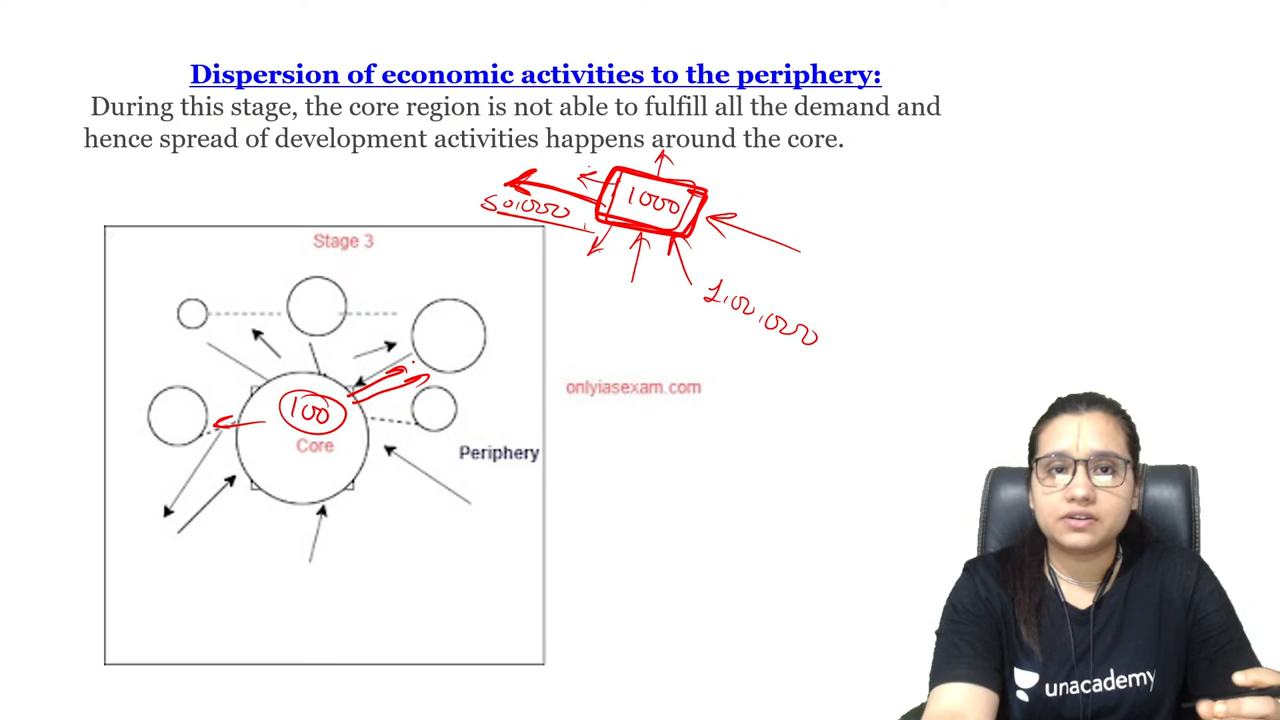 Dispersion of economic activities to the periphery:
During this stage, the core region is not able to fulfill all the demand and
hence spread of development activities happens around the core.
1000
50,000
1,00,000
Stage 3
onlyiasexam.com
100
Core
Periphery
unacademy